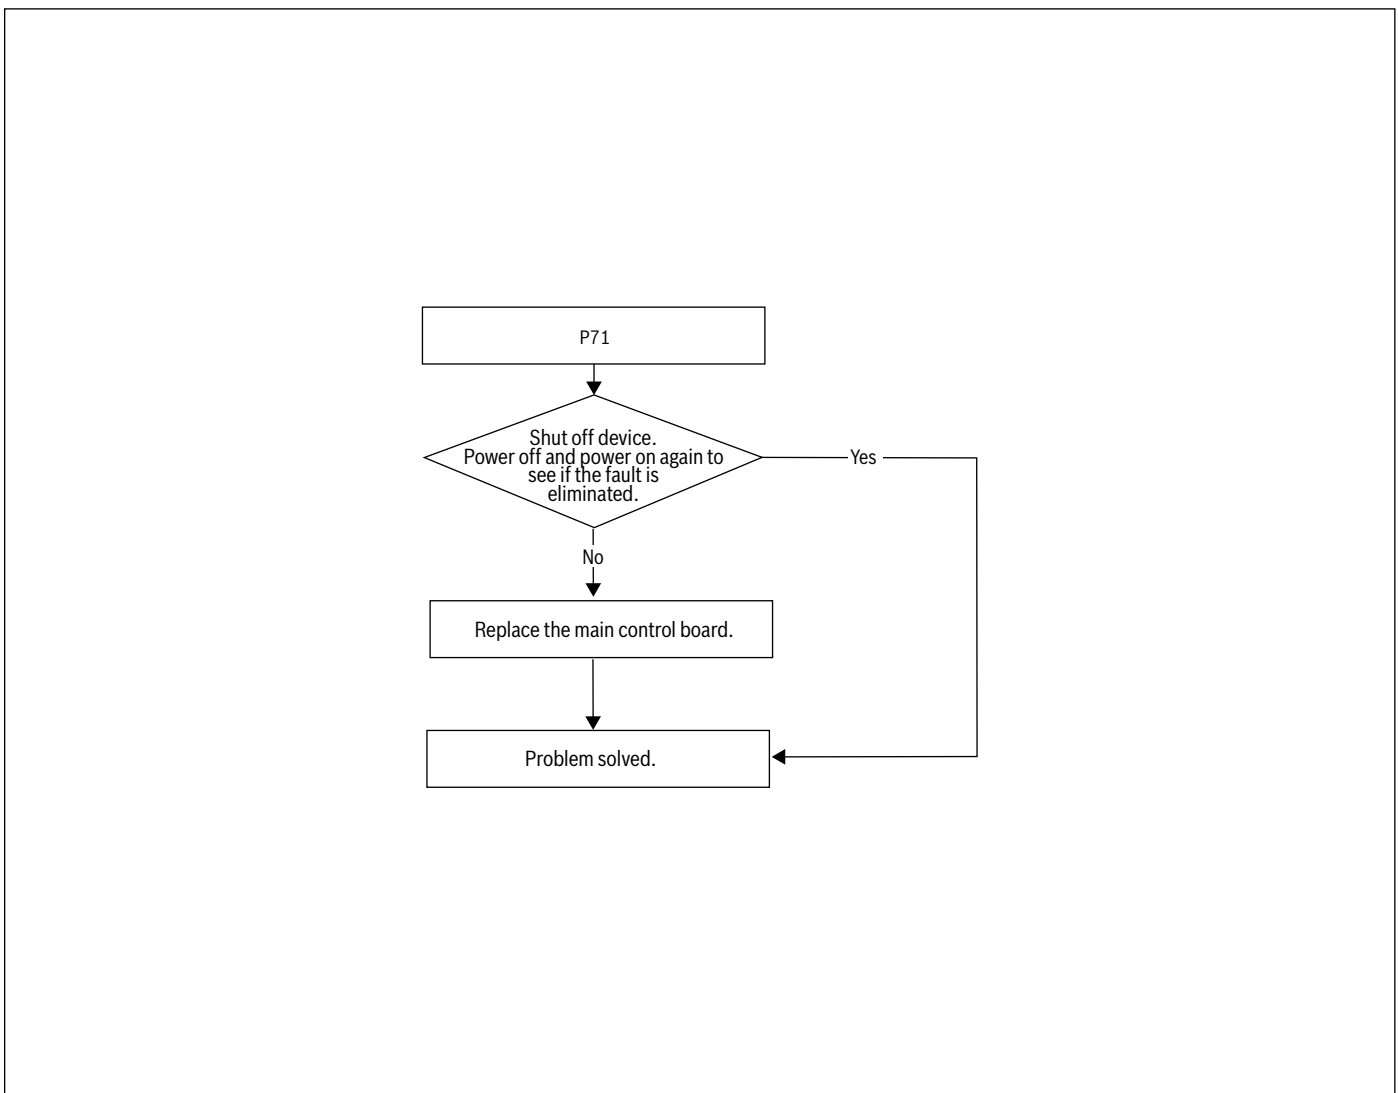 P71
Shut off device.
Power off and power on again to
see if the fault is
eliminated.
Yes
No
Replace the main control board.
Problem solved.